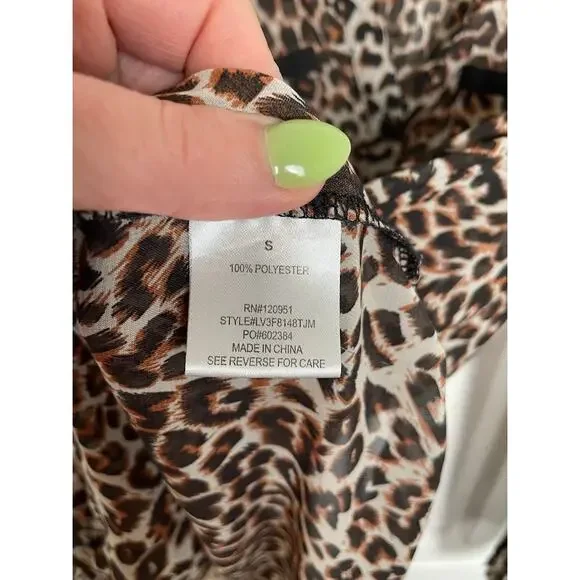 S
100% POLYESTER
RN#120951
STYLE#LV3F8148TJM
PO#602384
MADE IN CHINA
SEE REVERSE FOR CARE